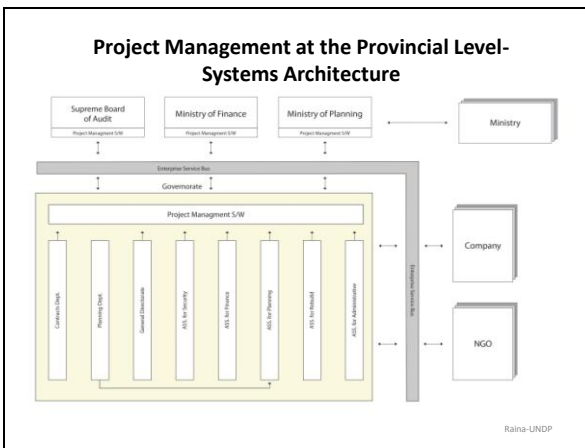 Project Management at the Provincial Level-
Systems Architecture
Supreme Board
of Audit
Project Managment S/W
Ministry of Finance
Project Managment S/W
Ministry of Planning
Project Managment S/W
Ministry
Enterprise Service Bus
Governorate
Project Managment S/W
Contracts Dept.
Planning Dept.
General Directorate
ASS. for Security
ASS. for Finance
ASS. for Planning
ASS. for Rebuild
ASS. for Administrative
Enterprise Service Bus
Company
NGO
Raina-UNDP